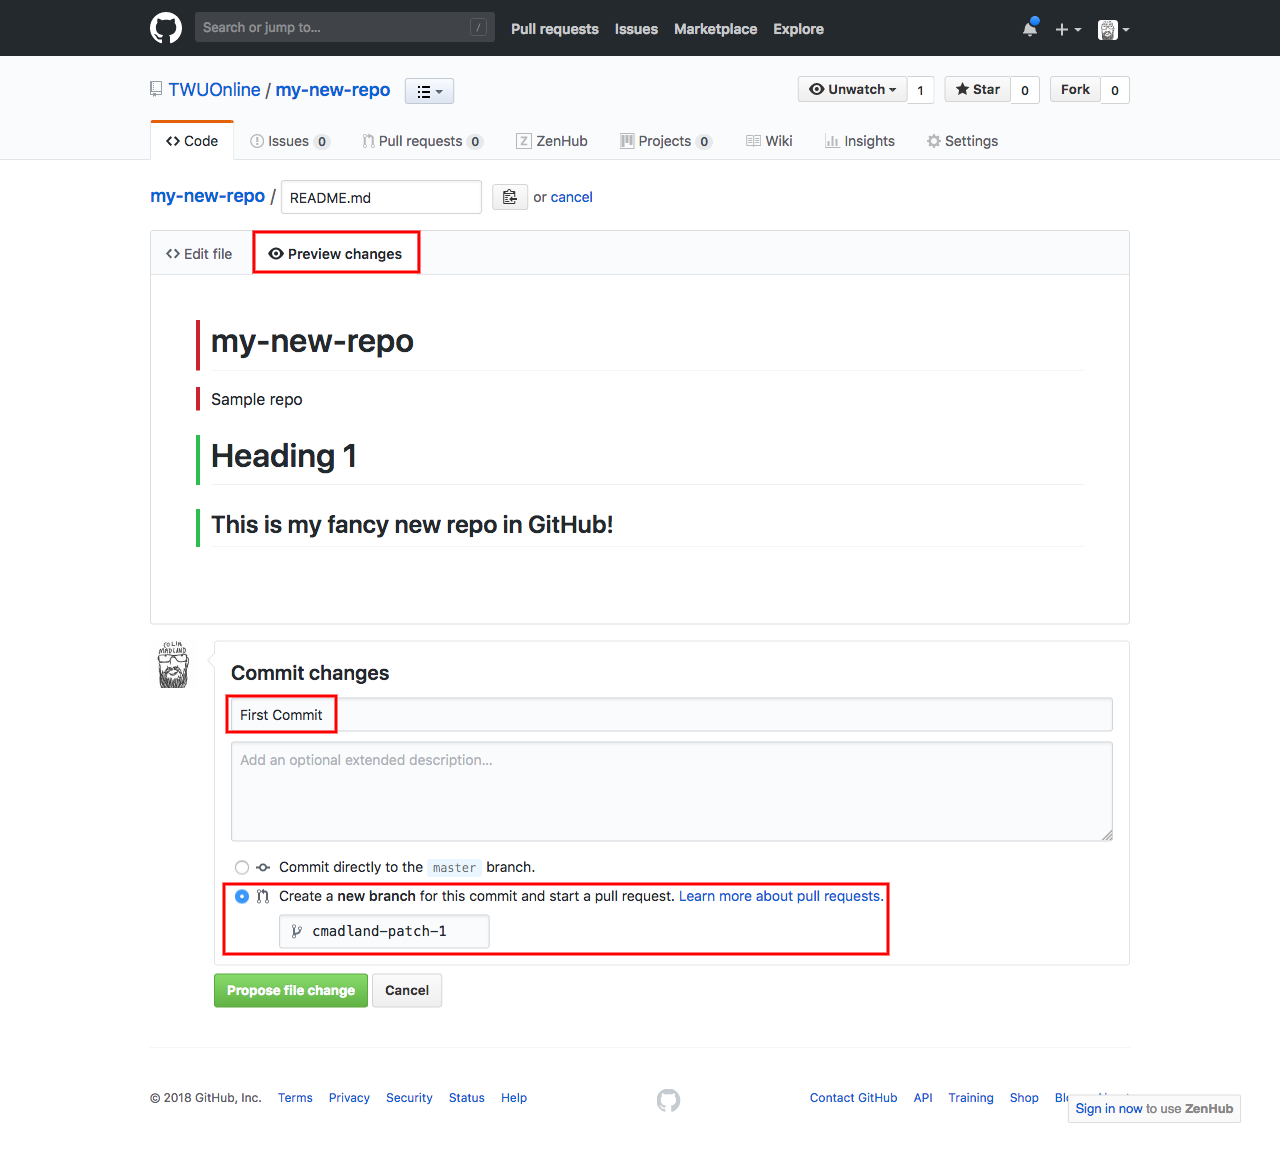 Search or jump to... / Pull requests Issues Marketplace Explore
TWUOnline / my-new-repo Unwatch 1 Star 0 Fork 0
Code Issues 0 Pull requests 0 ZenHub Projects 0 Wiki Insights Settings
my-new-repo / README.md or cancel
Edit file Preview changes
my-new-repo
Sample repo
Heading 1
This is my fancy new repo in GitHub!
COLIN
MADLAND
Commit changes
First Commit
Add an optional extended description...
Commit directly to the master branch.
Create a new branch for this commit and start a pull request. Learn more about pull requests.
cmadland-patch-1
Propose file change Cancel
© 2018 GitHub, Inc. Terms Privacy Security Status Help Contact GitHub API Training Shop
Sign in now to use ZenHub